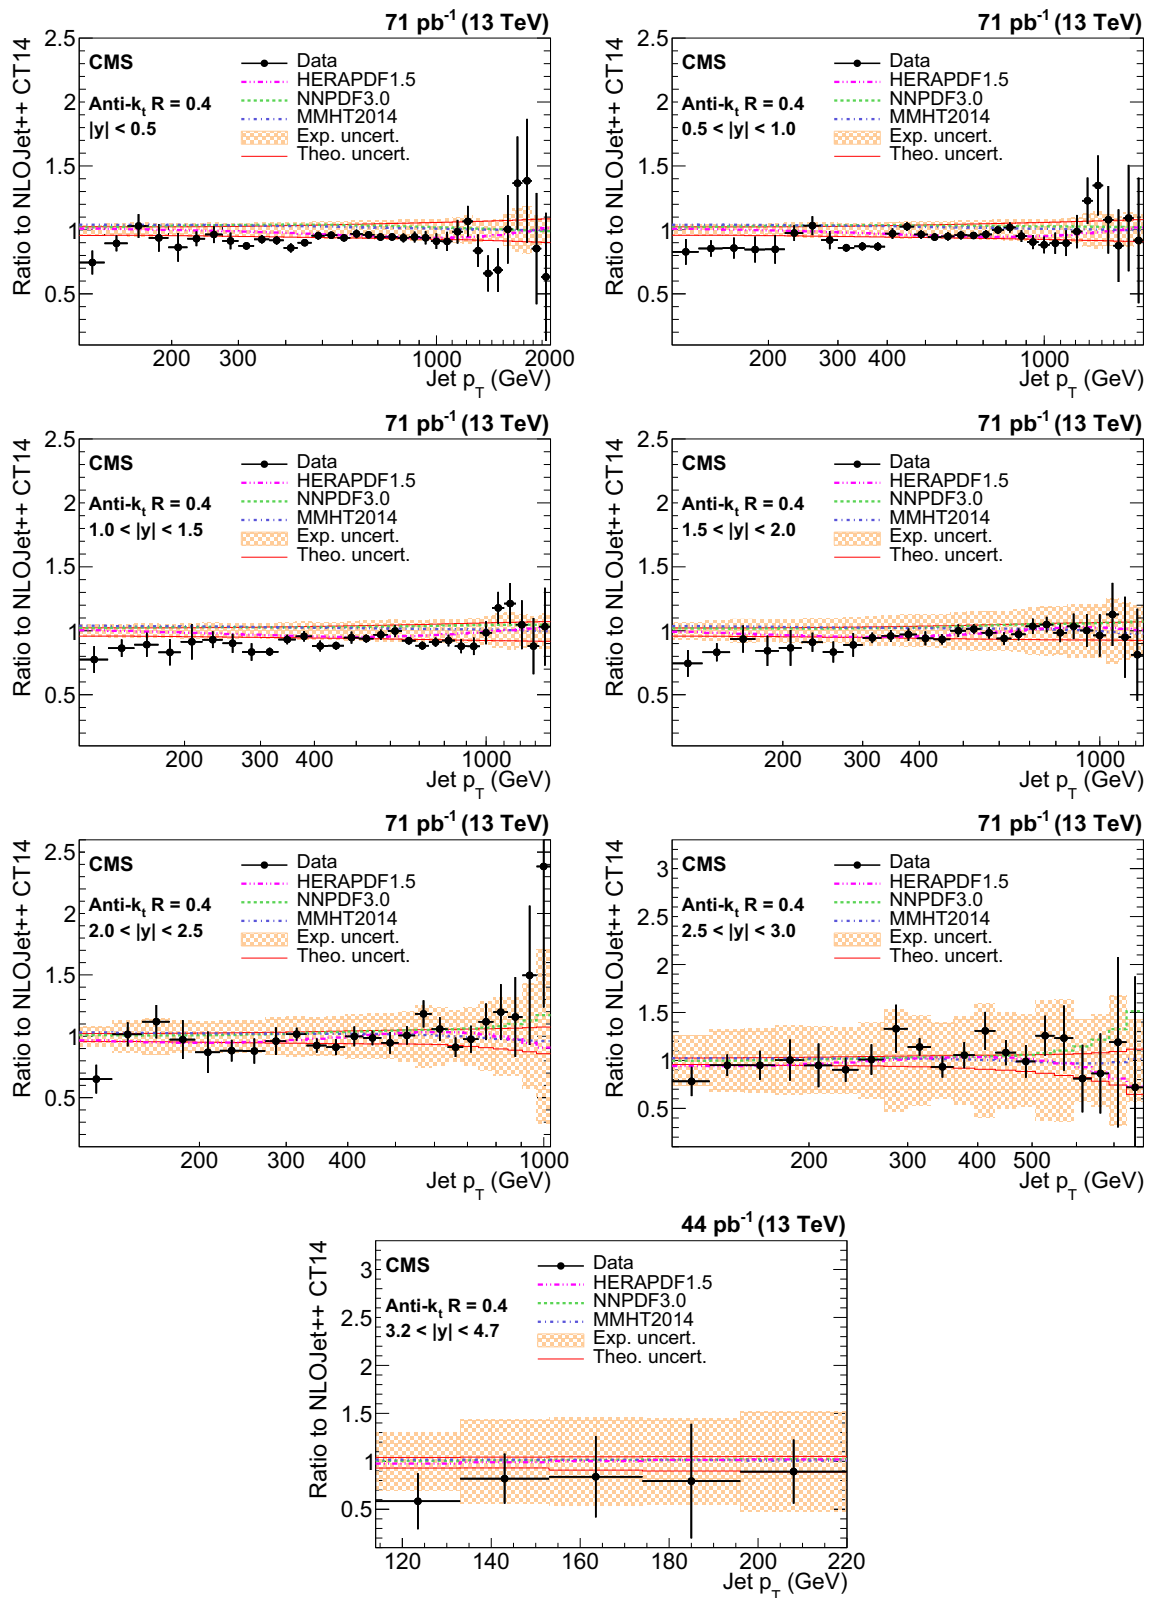 71 pb-1 (13 TeV)
Ratio to NLOJet++ CT14
2.5
2
1.5
1
0.5
CMS
Anti-kt R = 0.4
|y| < 0.5
Data
HERAPDF1.5
NNPDF3.0
MMHT2014
Exp. uncert.
Theo. uncert.
200 300 1000 2000
Jet pT (GeV)
71 pb-1 (13 TeV)
Ratio to NLOJet++ CT14
2.5
2
1.5
1
0.5
CMS
Anti-kt R = 0.4
0.5 < |y| < 1.0
Data
HERAPDF1.5
NNPDF3.0
MMHT2014
Exp. uncert.
Theo. uncert.
200 300 400 1000
Jet pT (GeV)
71 pb-1 (13 TeV)
Ratio to NLOJet++ CT14
2.5
2
1.5
1
0.5
CMS
Anti-kt R = 0.4
1.0 < |y| < 1.5
Data
HERAPDF1.5
NNPDF3.0
MMHT2014
Exp. uncert.
Theo. uncert.
200 300 400 1000
Jet pT (GeV)
71 pb-1 (13 TeV)
Ratio to NLOJet++ CT14
2.5
2
1.5
1
0.5
CMS
Anti-kt R = 0.4
1.5 < |y| < 2.0
Data
HERAPDF1.5
NNPDF3.0
MMHT2014
Exp. uncert.
Theo. uncert.
200 300 400 1000
Jet pT (GeV)
71 pb-1 (13 TeV)
Ratio to NLOJet++ CT14
2.5
2
1.5
1
0.5
CMS
Anti-kt R = 0.4
2.0 < |y| < 2.5
Data
HERAPDF1.5
NNPDF3.0
MMHT2014
Exp. uncert.
Theo. uncert.
200 300 400 1000
Jet pT (GeV)
71 pb-1 (13 TeV)
Ratio to NLOJet++ CT14
3
2.5
2
1.5
1
0.5
CMS
Anti-kt R = 0.4
2.5 < |y| < 3.0
Data
HERAPDF1.5
NNPDF3.0
MMHT2014
Exp. uncert.
Theo. uncert.
200 300 400 500
Jet pT (GeV)
44 pb-1 (13 TeV)
Ratio to NLOJet++ CT14
3
2.5
2
1.5
1
0.5
CMS
Anti-kt R = 0.4
3.2 < |y| < 4.7
Data
HERAPDF1.5
NNPDF3.0
MMHT2014
Exp. uncert.
Theo. uncert.
120 140 160 180 200 220
Jet pT (GeV)